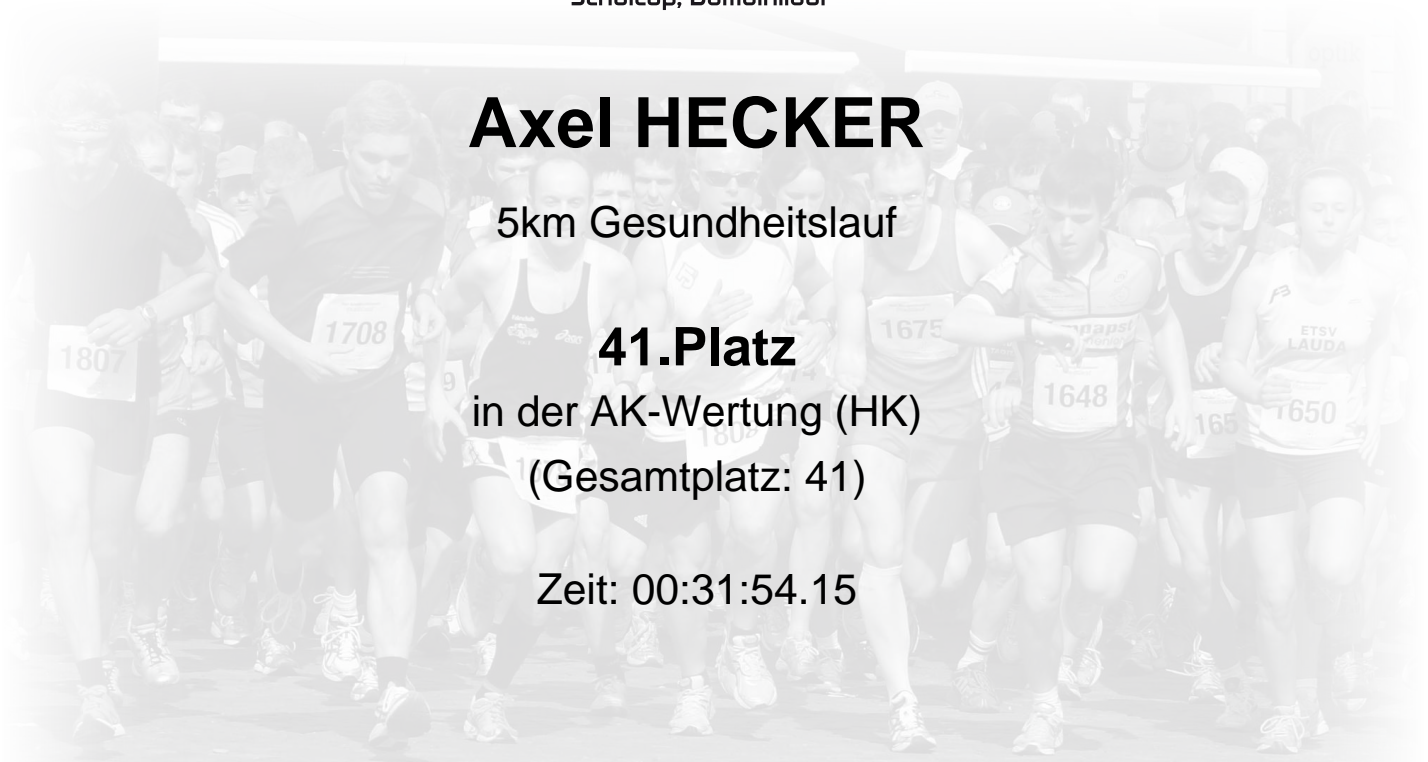 Axel HECKER
5km Gesundheitslauf
41.Platz
in der AK-Wertung (HK)
(Gesamtplatz: 41)
Zeit: 00:31:54.15
1807
1708
1675
1648
165
1650
ETSV
LAUDA